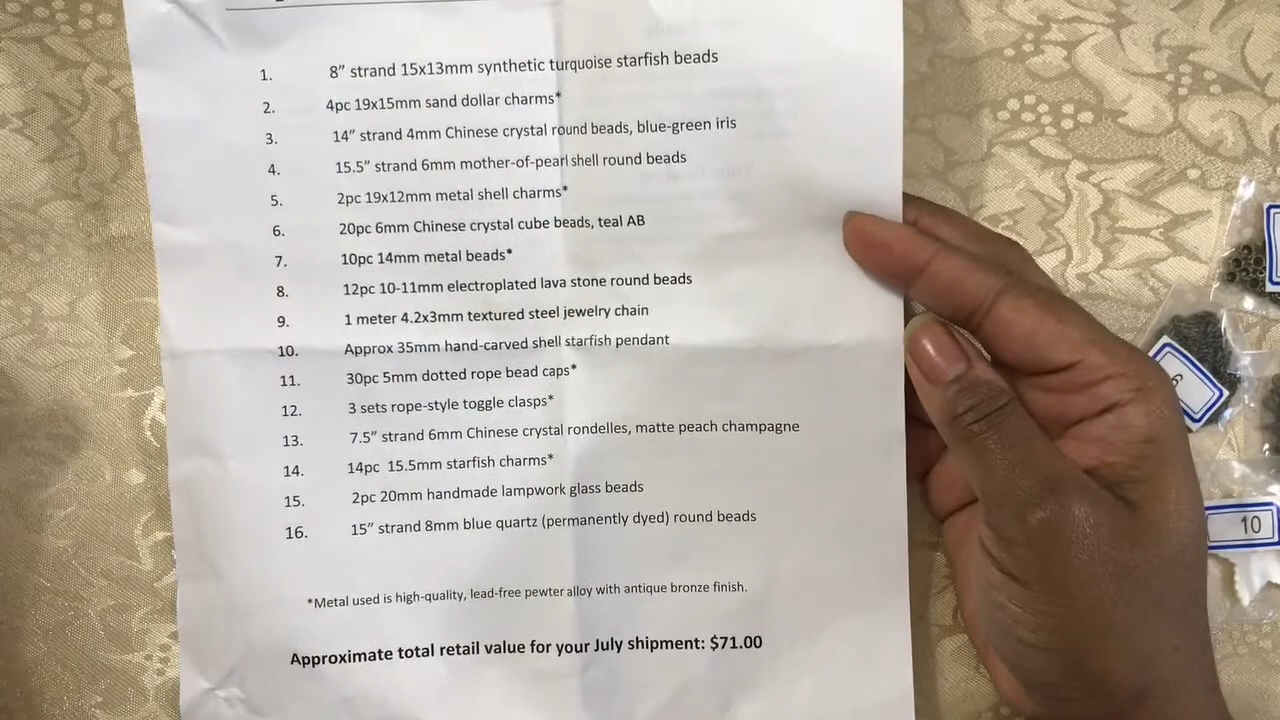 1. 8" strand 15x13mm synthetic turquoise starfish beads
2. 4pc 19x15mm sand dollar charms*
3. 14" strand 4mm Chinese crystal round beads, blue-green iris
4. 15.5" strand 6mm mother-of-pearl shell round beads
5. 2pc 19x12mm metal shell charms*
6. 20pc 6mm Chinese crystal cube beads, teal AB
7. 10pc 14mm metal beads*
8. 12pc 10-11mm electroplated lava stone round beads
9. 1 meter 4.2x3mm textured steel jewelry chain
10. Approx 35mm hand-carved shell starfish pendant
11. 30pc 5mm dotted rope bead caps*
12. 3 sets rope-style toggle clasps*
13. 7.5" strand 6mm Chinese crystal rondelles, matte peach champagne
14. 14pc 15.5mm starfish charms*
15. 2pc 20mm handmade lampwork glass beads
16. 15" strand 8mm blue quartz (permanently dyed) round beads
*Metal used is high-quality, lead-free pewter alloy with antique bronze finish.
Approximate total retail value for your July shipment: $71.00
10